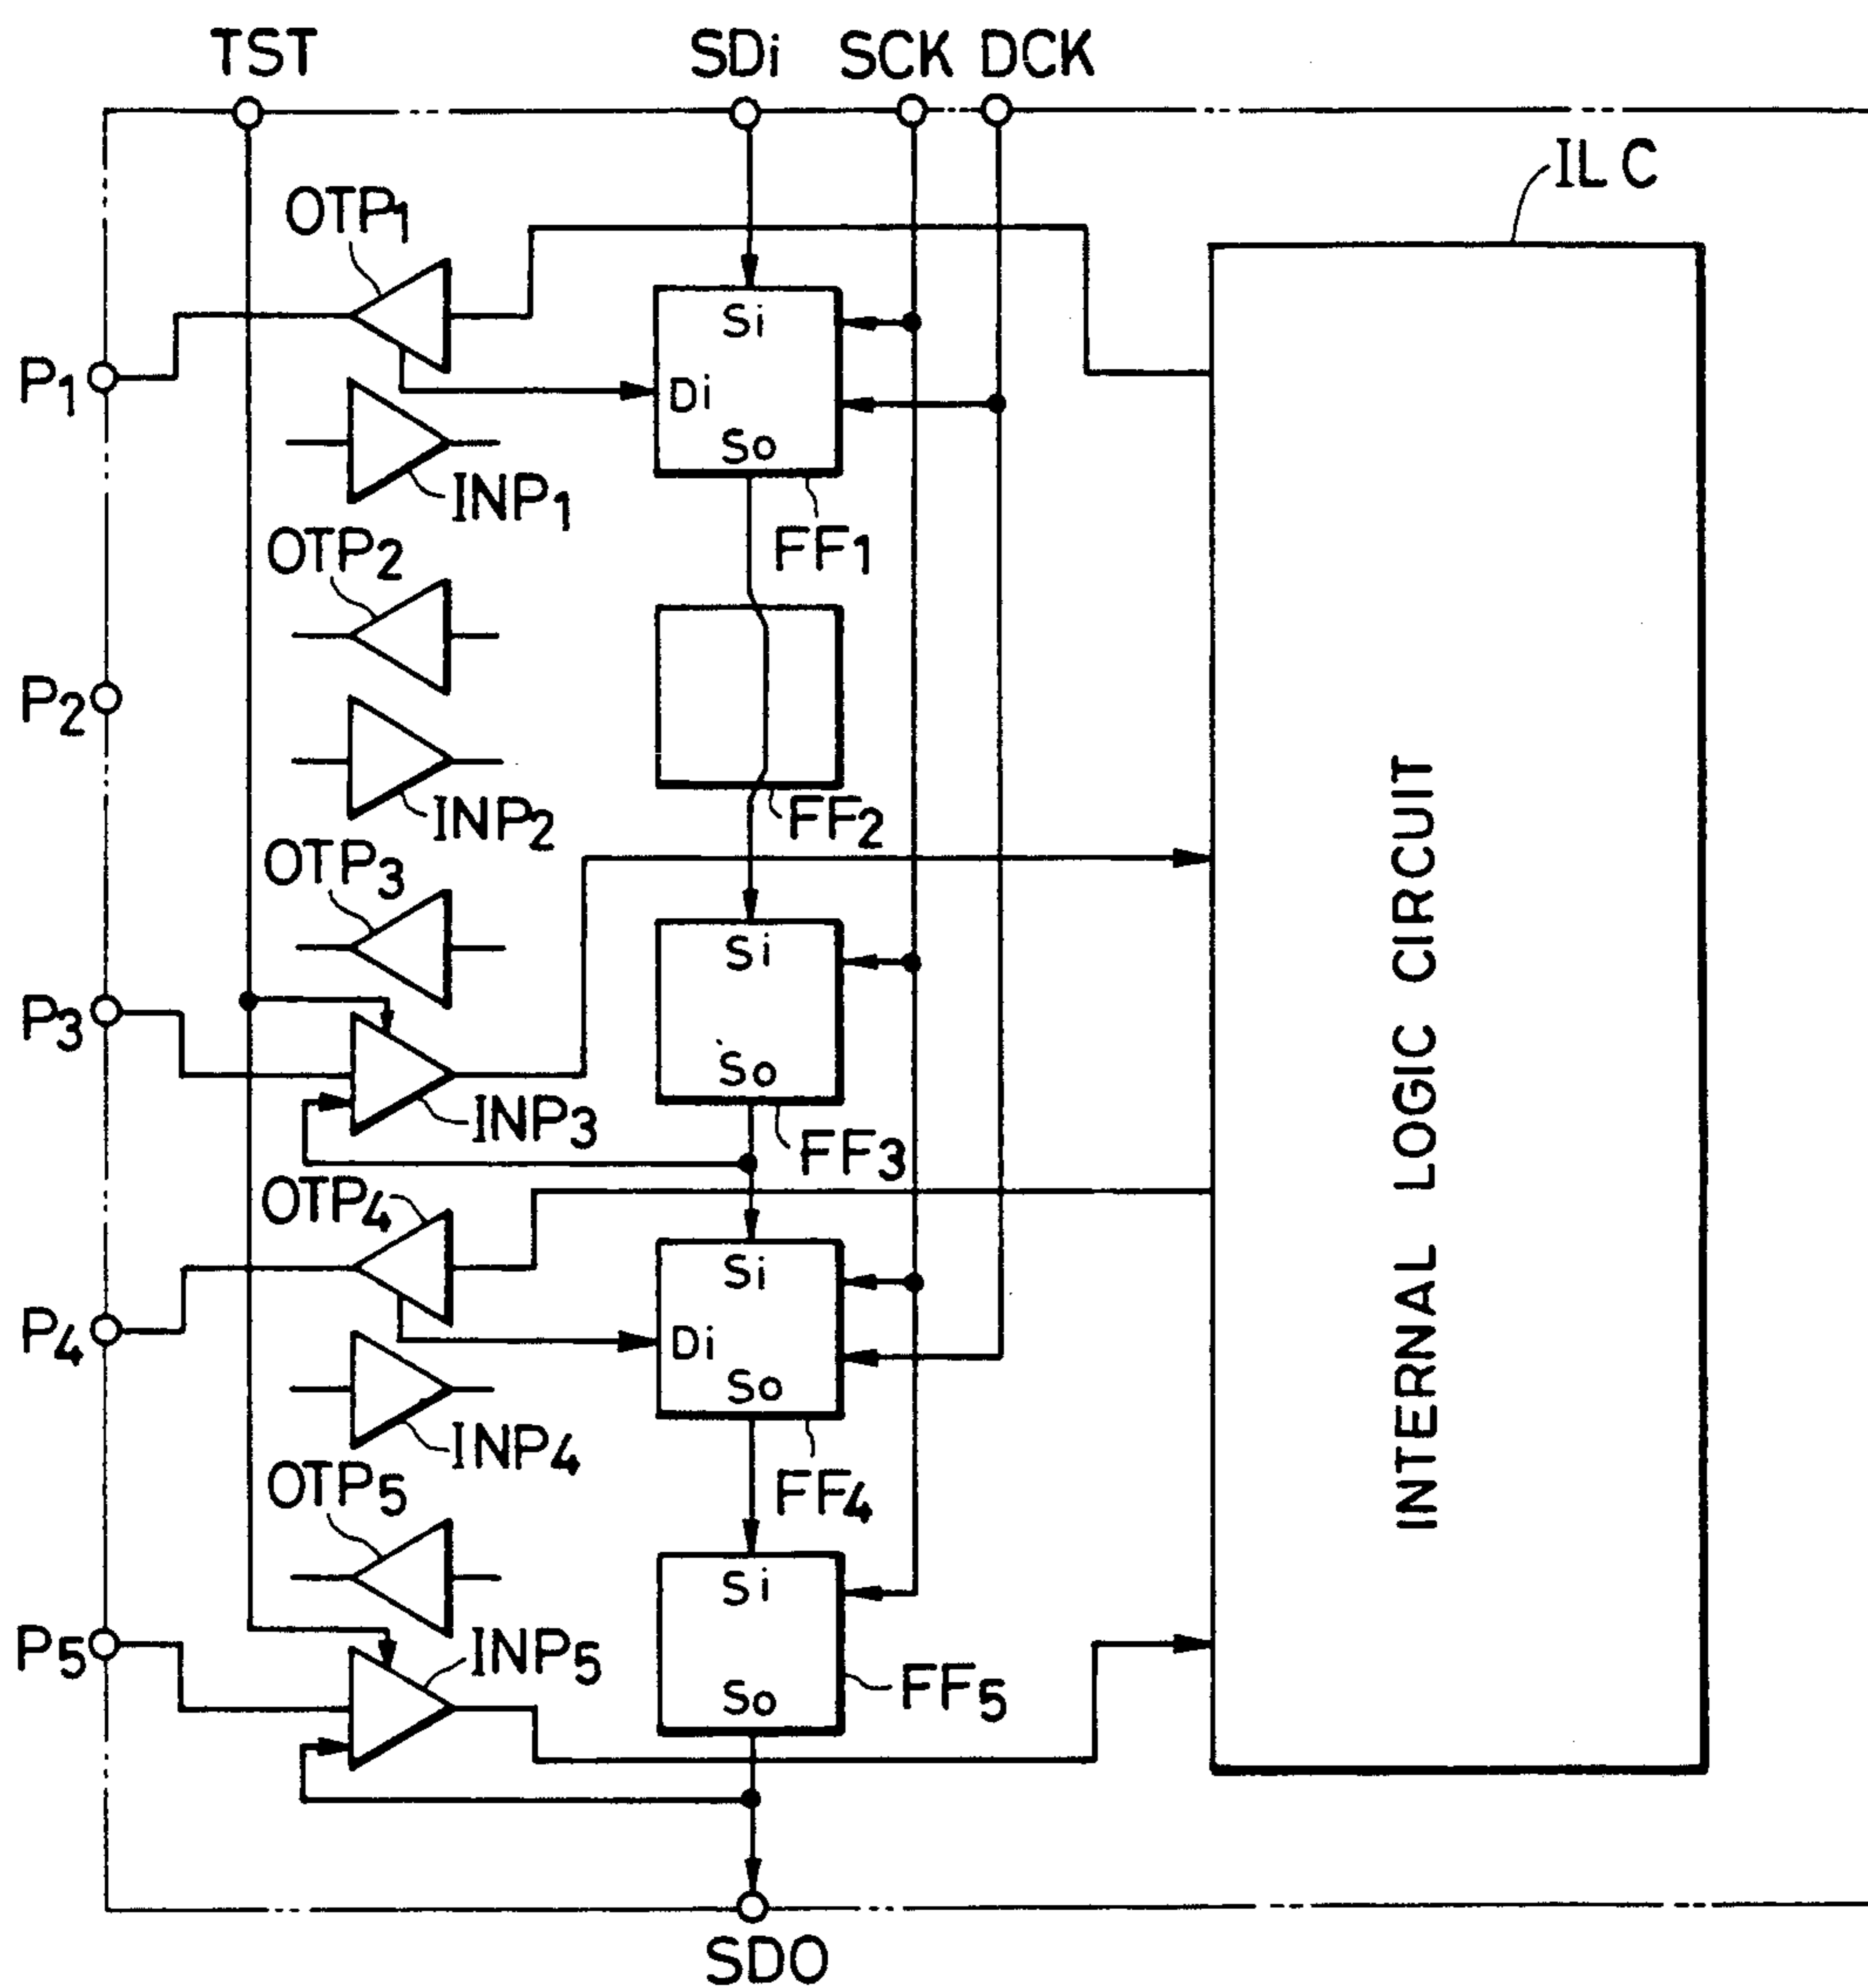 TST SDi SCK DCK
ILC
OTP1
Si
P1
Di
So
INP1
FF1
OTP2
P2
INP2
FF2
OTP3
Si
P3
So
INP3
FF3
OTP4
Si
P4
Di
So
INP4
FF4
OTP5
Si
P5
INP5
So
FF5
INTERNAL LOGIC CIRCUIT
SDO